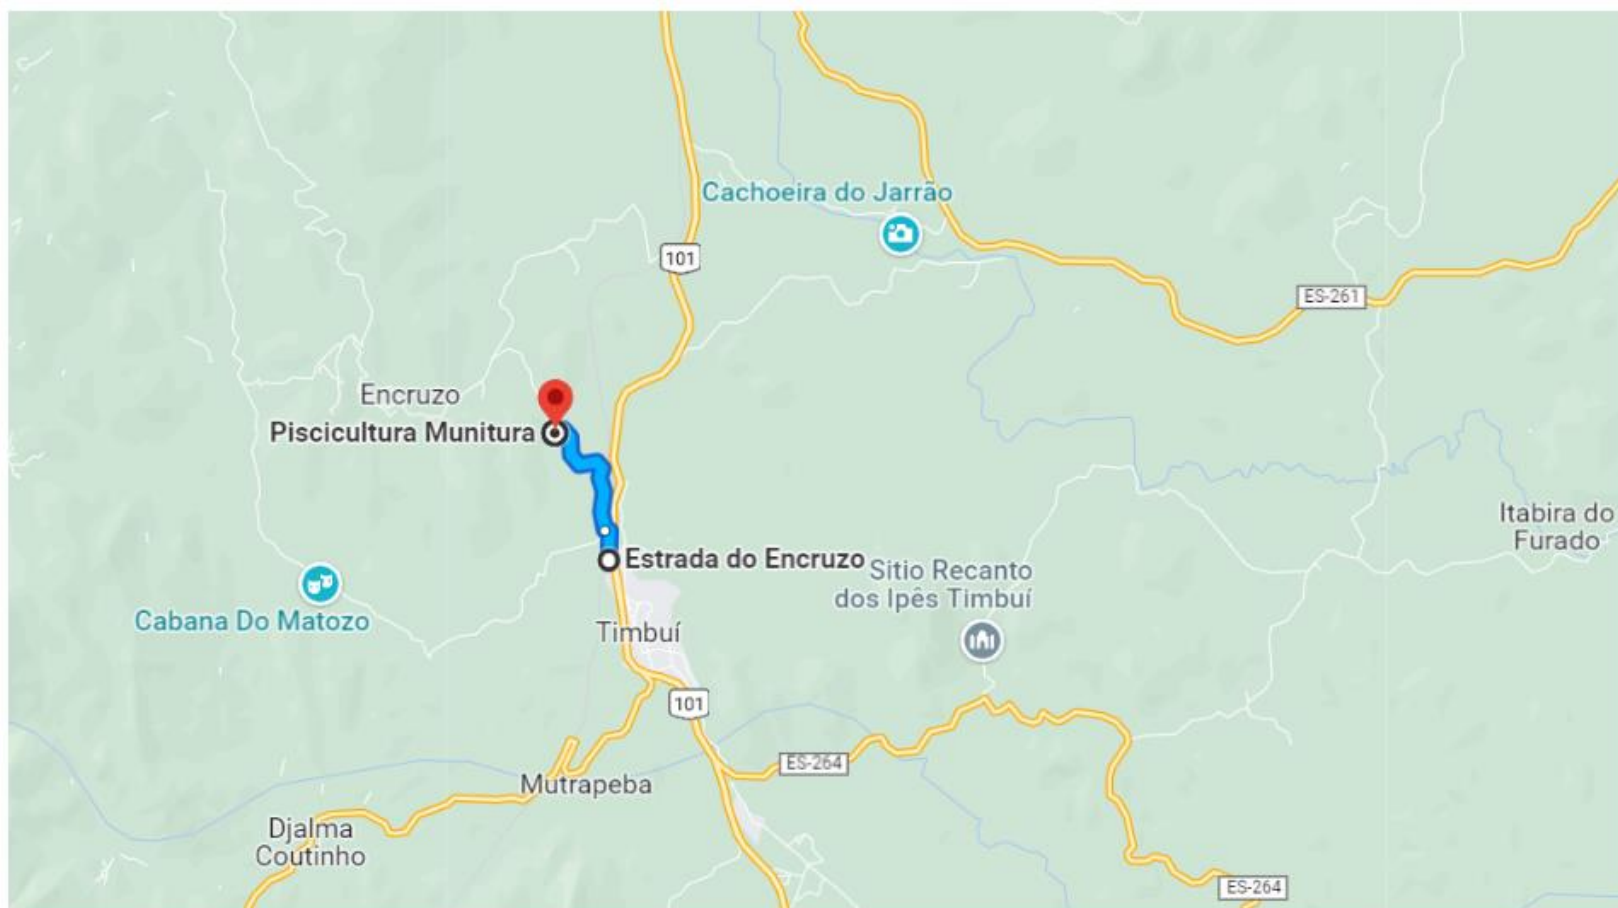 Cachoeira do Jarrão
101
ES-261
Encruzo
Piscicultura Munitura
Itabira do
Furado
Estrada do Encruzo
Sitio Recanto
dos Ipês Timbuí
Cabana Do Matozo
Timbuí
101
ES-264
Mutrapeba
Djalma
Coutinho
ES-264